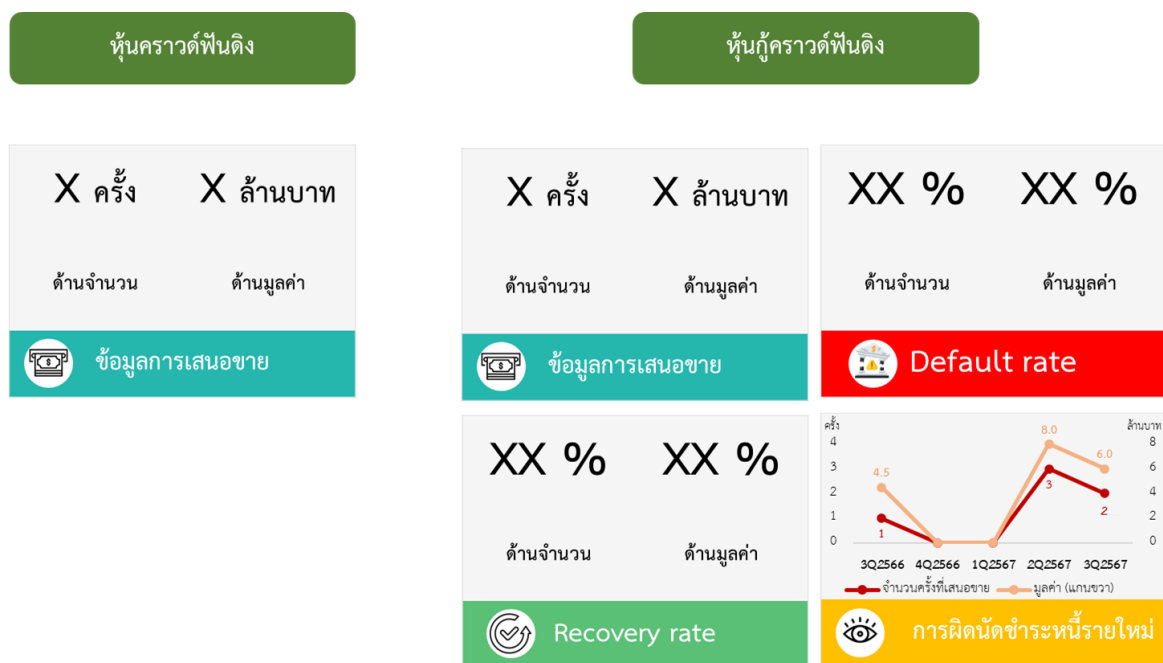 หุ้นคราวด์ฟันดิง
หุ้นกู้คราวด์ฟันดิง
X ครั้ง X ล้านบาท
ด้านจำนวน ด้านมูลค่า
ข้อมูลการเสนอขาย
X ครั้ง X ล้านบาท
ด้านจำนวน ด้านมูลค่า
ข้อมูลการเสนอขาย
XX % XX %
ด้านจำนวน ด้านมูลค่า
Default rate
XX % XX %
ด้านจำนวน ด้านมูลค่า
Recovery rate
ครั้ง ล้านบาท
4 8.0 8
3 4.5 6.0 6
2 3 4
1 2 2
0 1 0
3Q2566 4Q2566 1Q2567 2Q2567 3Q2567
จำนวนครั้งที่เสนอขาย มูลค่า (แกนขวา)
การผิดนัดชำระหนี้รายใหม่